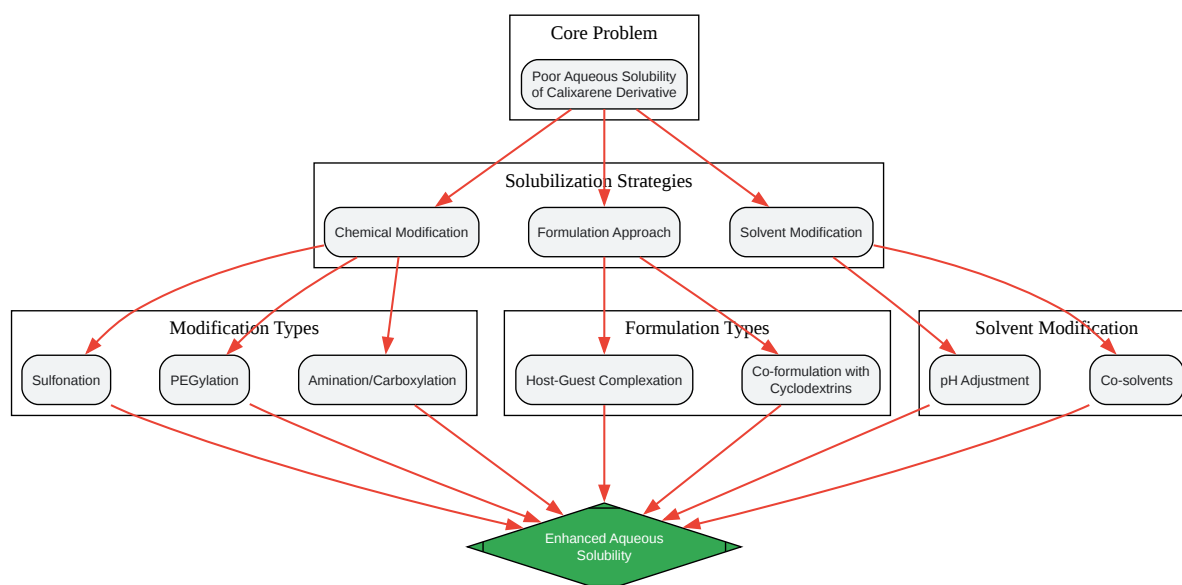 Core Problem
Poor Aqueous Solubility
of Calixarene Derivative
Solubilization Strategies
Chemical Modification
Formulation Approach
Solvent Modification
Modification Types
Formulation Types
Solvent Modification
Sulfonation
PEGylation
Amination/Carboxylation
Host-Guest Complexation
Co-formulation with
Cyclodextrins
pH Adjustment
Co-solvents
Enhanced Aqueous
Solubility